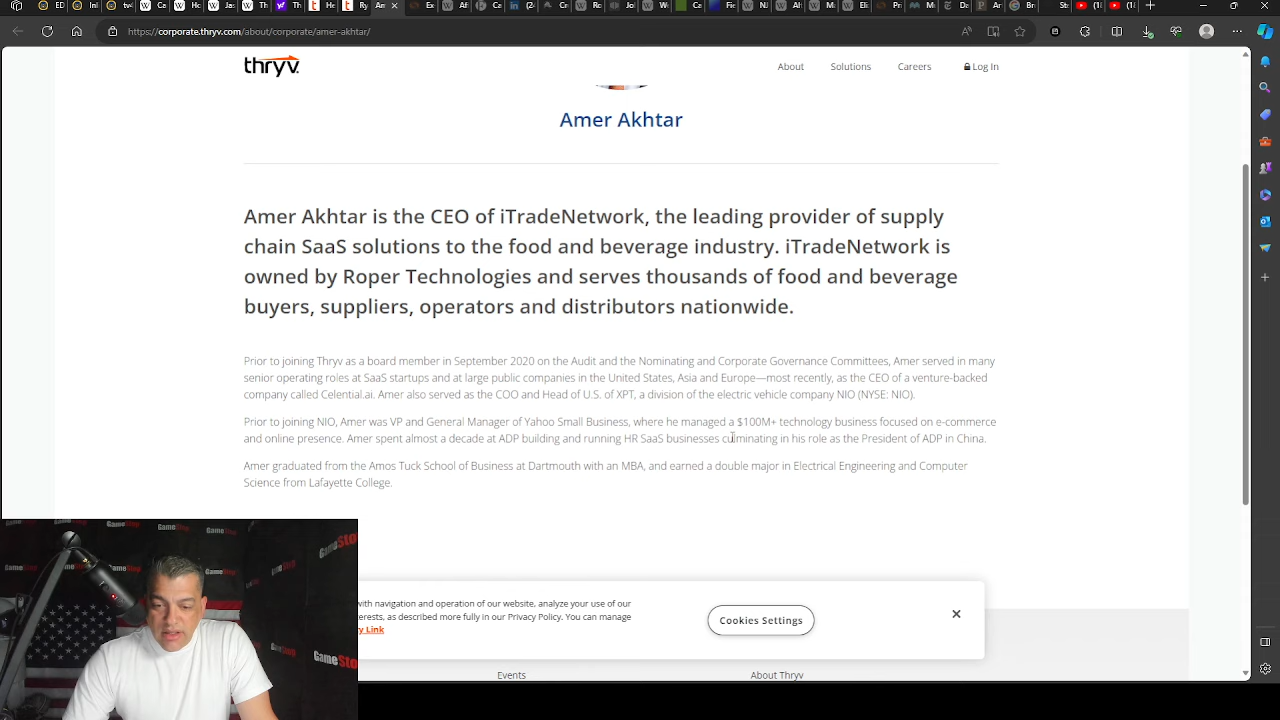 https://corporate.thryv.com/about/corporate/akhtar/
thryv
About
Solutions
Careers
Log In
Amer Akhtar
Amer Akhtar is the CEO of iTradeNetwork, the leading provider of supply
chain SaaS solutions to the food and beverage industry. iTradeNetwork is
owned by Roper Technologies and serves thousands of food and beverage
buyers, suppliers, operators and distributors nationwide.
Prior to joining Thryv as a board member in September 2020 on the Audit and the Nominating and Corporate Governance Committees, Amer served in many
senior operating roles at SaaS startups and at large public companies in the United States, Asia and Europe—most recently, as the CEO of a venture-backed
company called Celential.ai. Amer also served as the COO and Head of U.S. of XPT, a division of the electric vehicle company NIO (NYSE: NIO).
Prior to joining NIO, Amer was VP and General Manager of Yahoo Small Business, where he managed a $100M+ technology business focused on e-commerce
and online presence. Amer spent almost a decade at ADP building and running HR SaaS businesses culminating in his role as the President of ADP in China.
Amer graduated from the Amos Tuck School of Business at Dartmouth with an MBA, and earned a double major in Electrical Engineering and Computer
Science from Lafayette College.
with navigation and operation of our website, analyze your use of our
erests, as described more fully in our Privacy Policy. You can manage
y Link
Cookies Settings
Events
About Thryv
GameStop
GameStop
GameStop
GameStop
GameSto
GameStop
GameSto